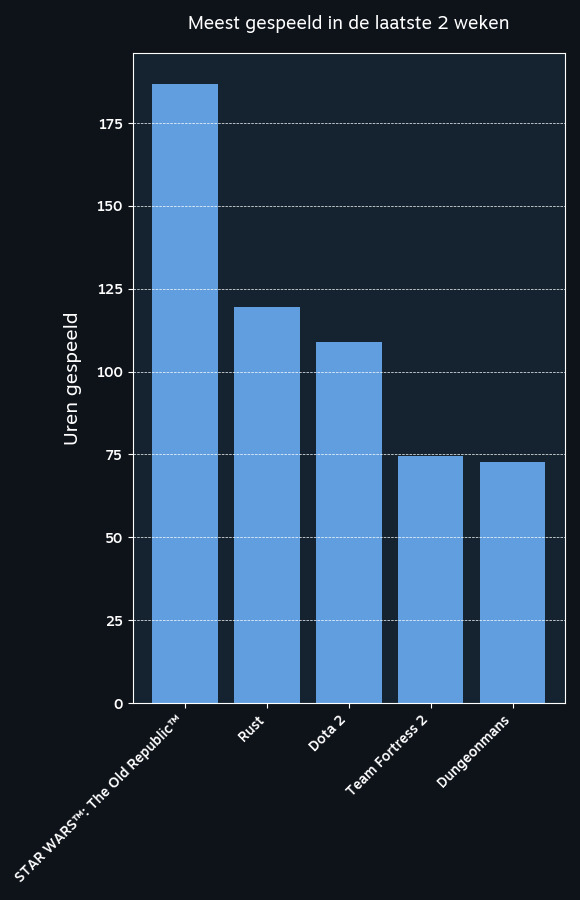 Meest gespeeld in de laatste 2 weken
Uren gespeeld
175
150
125
100
75
50
25
0
STAR WARS™: The Old Republic™
Rust
Dota 2
Team Fortress 2
Dungeonmans